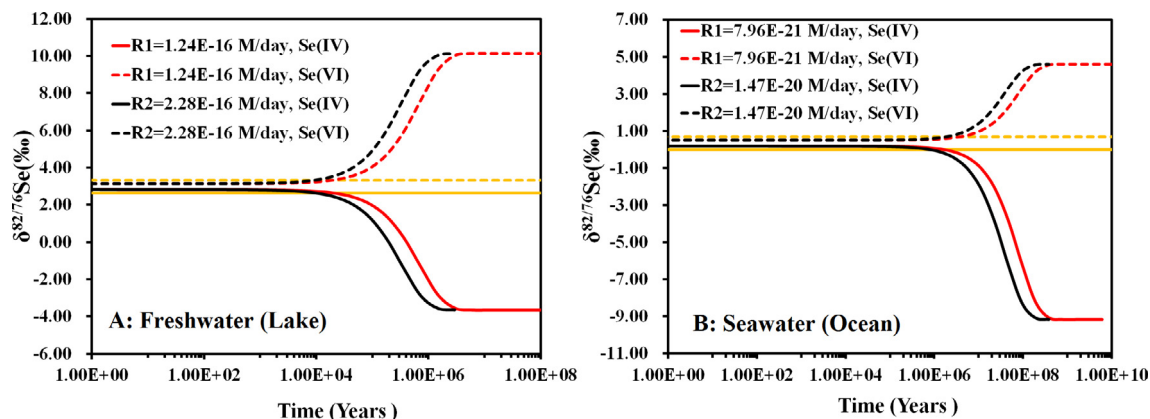 12.00
10.00
8.00
6.00
4.00
2.00
0.00
-2.00
-4.00
-6.00
δ82/76Se(‰)
R1=1.24E-16 M/day, Se(IV)
R1=1.24E-16 M/day, Se(VI)
R2=2.28E-16 M/day, Se(IV)
R2=2.28E-16 M/day, Se(VI)
A: Freshwater (Lake)
1.00E+00 1.00E+02 1.00E+04 1.00E+06 1.00E+08
Time (Years )
7.00
5.00
3.00
1.00
-1.00
-3.00
-5.00
-7.00
-9.00
-11.00
δ82/76Se(‰)
R1=7.96E-21 M/day, Se(IV)
R1=7.96E-21 M/day, Se(VI)
R2=1.47E-20 M/day, Se(IV)
R2=1.47E-20 M/day, Se(VI)
B: Seawater (Ocean)
1.00E+00 1.00E+02 1.00E+04 1.00E+06 1.00E+08 1.00E+10
Time (Years )